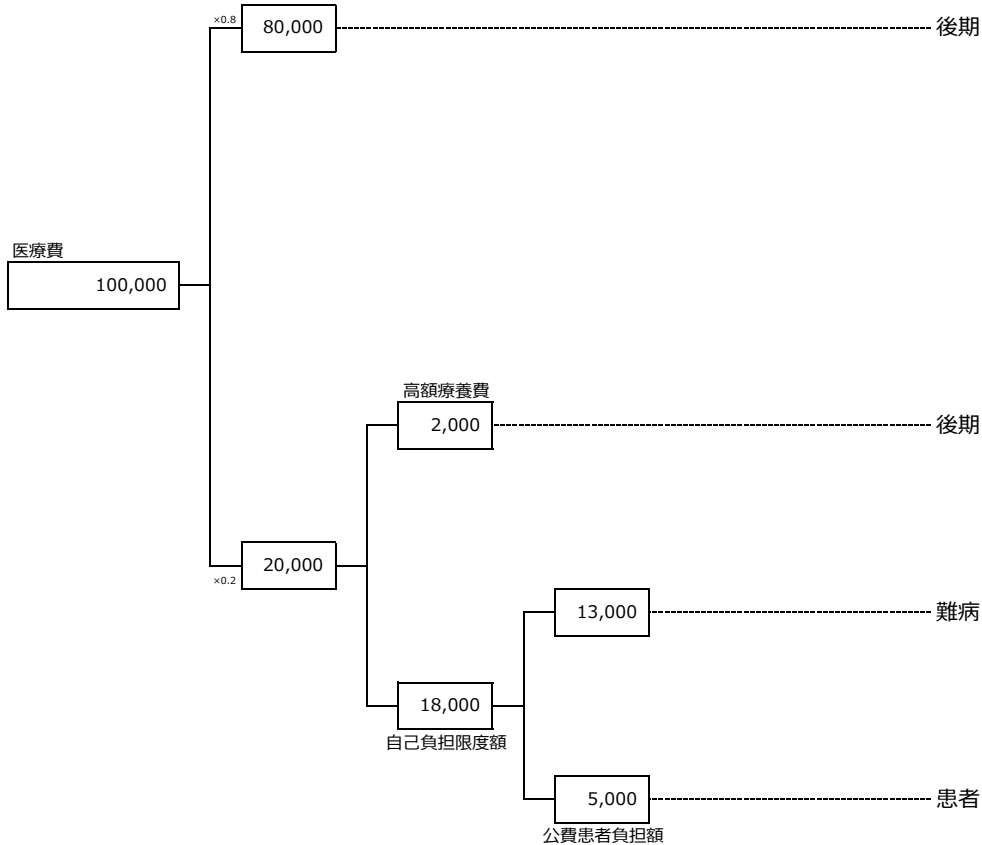 ×0.8
80,000
後期
医療費
100,000
高額療養費
2,000
後期
20,000
×0.2
13,000
難病
18,000
自己負担限度額
5,000
患者
公費患者負担額